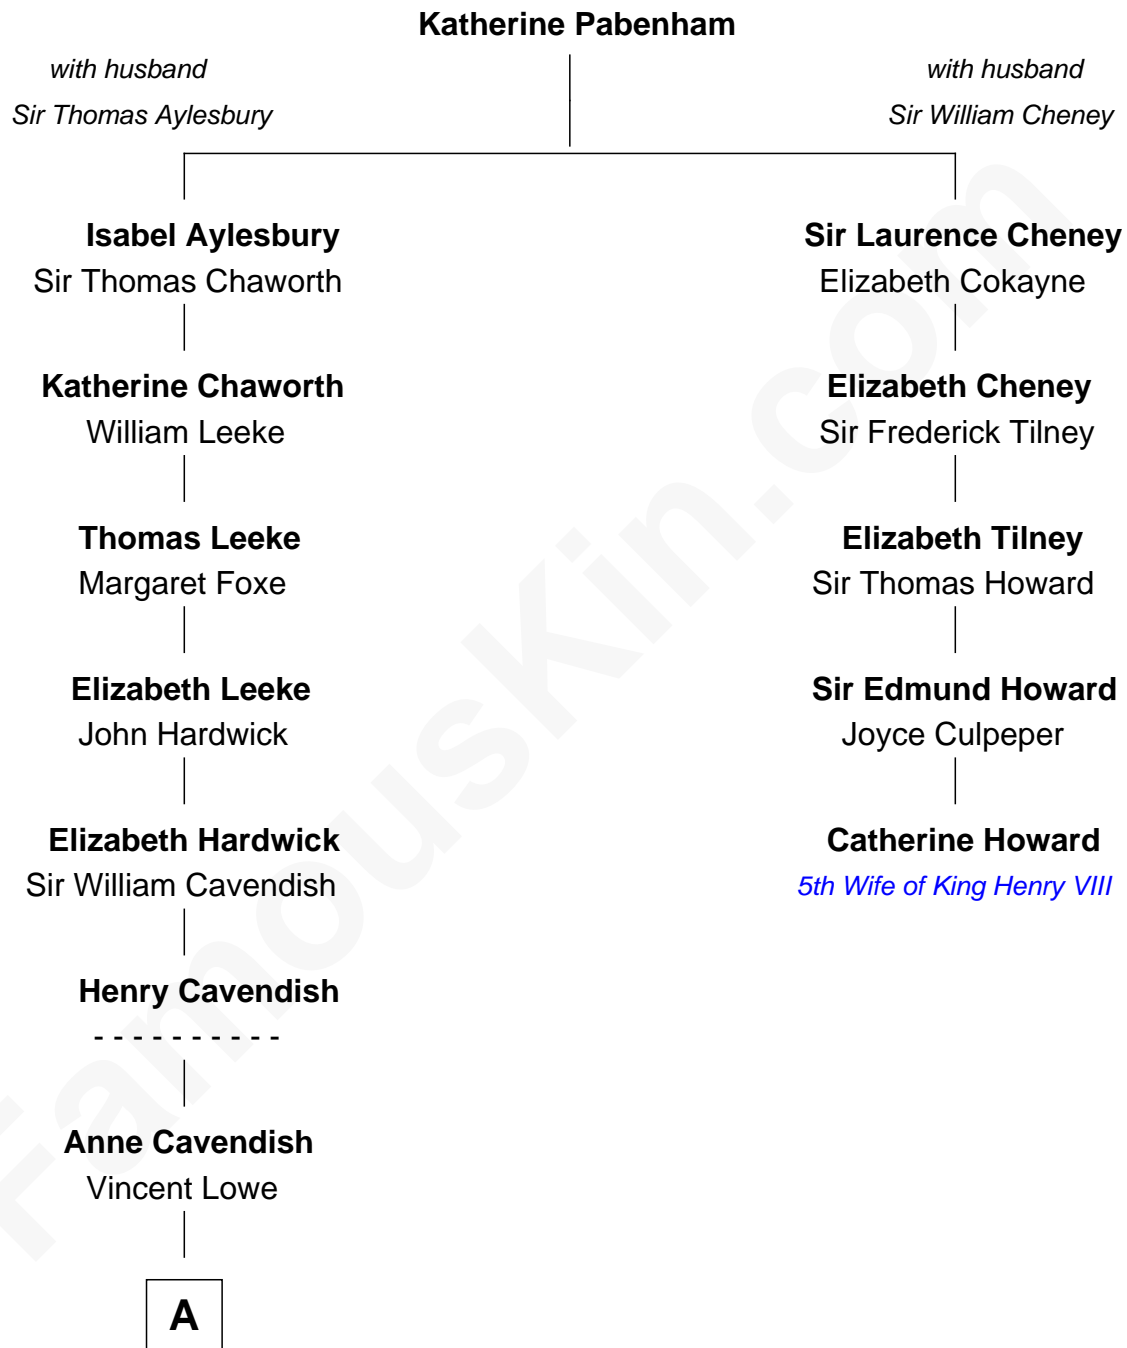 Katherine Pabenham
with husband
Sir Thomas Aylesbury
with husband
Sir William Cheney
Isabel Aylesbury
Sir Thomas Chaworth
Sir Laurence Cheney
Elizabeth Cokayne
Katherine Chaworth
William Leeke
Elizabeth Cheney
Sir Frederick Tilney
Thomas Leeke
Margaret Foxe
Elizabeth Tilney
Sir Thomas Howard
Elizabeth Leeke
John Hardwick
Sir Edmund Howard
Joyce Culpeper
Elizabeth Hardwick
Sir William Cavendish
Catherine Howard
5th Wife of King Henry VIII
Henry Cavendish
- - - - - - - - - -
Anne Cavendish
Vincent Lowe
A
FamousKin.com